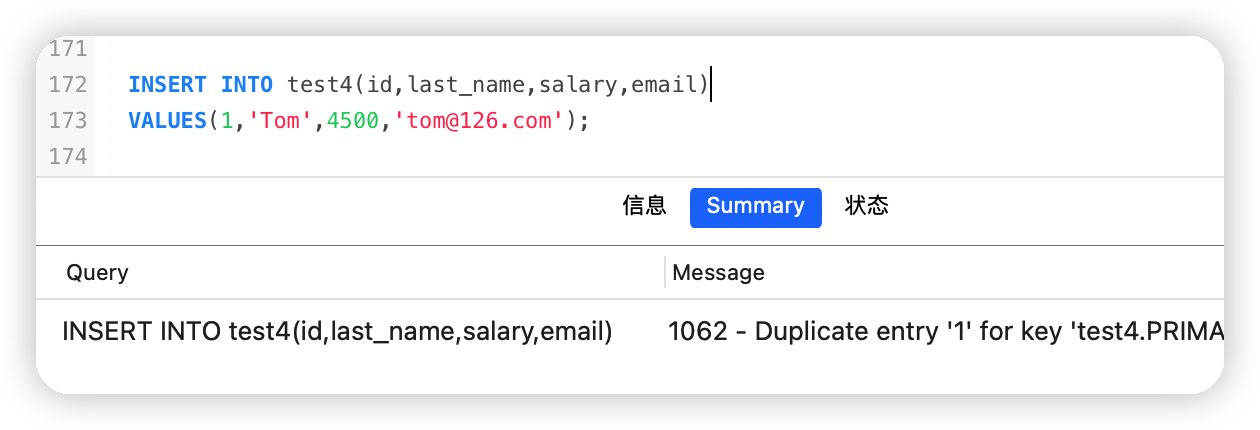 171
172 INSERT INTO test4(id,last_name,salary,email)
173 VALUES(1,'Tom',4500,'tom@126.com');
174
信息 Summary 状态
Query Message
INSERT INTO test4(id,last_name,salary,email) 1062 - Duplicate entry '1' for key 'test4.PRIMA